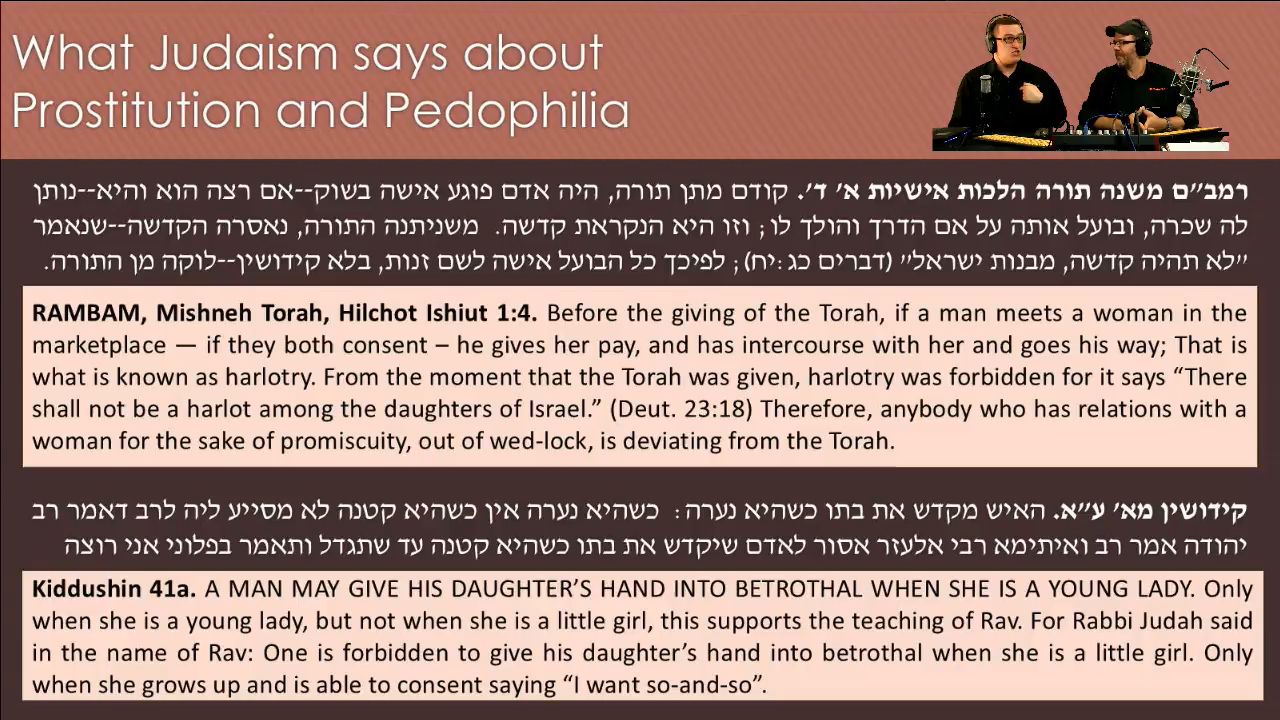 What Judaism says about
Prostitution and Pedophilia
רמב״ם משנה תורה הלכות אישיות א׳ ד׳. קודם מתן תורה, היה אדם פוגע אישה בשוק--אם רצה הוא והיא--נותן
לה שכרה, ובועל אותה על אם הדרך והולך לו; וזו היא הנקראת קדשה. משניתנה התורה, נאסרה הקדשה--שנאמר
״לא תהיה קדשה, מבנות ישראל״ (דברים כג:יח); לפיכך כל הבועל אישה לשם זנות, בלא קידושין--לוקה מן התורה.
RAMBAM, Mishneh Torah, Hilchot Ishiut 1:4. Before the giving of the Torah, if a man meets a woman in the
marketplace — if they both consent – he gives her pay, and has intercourse with her and goes his way; That is
what is known as harlotry. From the moment that the Torah was given, harlotry was forbidden for it says “There
shall not be a harlot among the daughters of Israel.” (Deut. 23:18) Therefore, anybody who has relations with a
woman for the sake of promiscuity, out of wed-lock, is deviating from the Torah.
קידושין מא׳ ע״א. האיש מקדש את בתו כשהיא נערה: כשהיא נערה אין כשהיא קטנה לא מסייע ליה לרב דאמר רב
יהודה אמר רב ואיתימא רבי אלעזר אסור לאדם שיקדש את בתו כשהיא קטנה עד שתגדל ותאמר בפלוני אני רוצה
Kiddushin 41a. A MAN MAY GIVE HIS DAUGHTER’S HAND INTO BETROTHAL WHEN SHE IS A YOUNG LADY. Only
when she is a young lady, but not when she is a little girl, this supports the teaching of Rav. For Rabbi Judah said
in the name of Rav: One is forbidden to give his daughter’s hand into betrothal when she is a little girl. Only
when she grows up and is able to consent saying “I want so-and-so”.